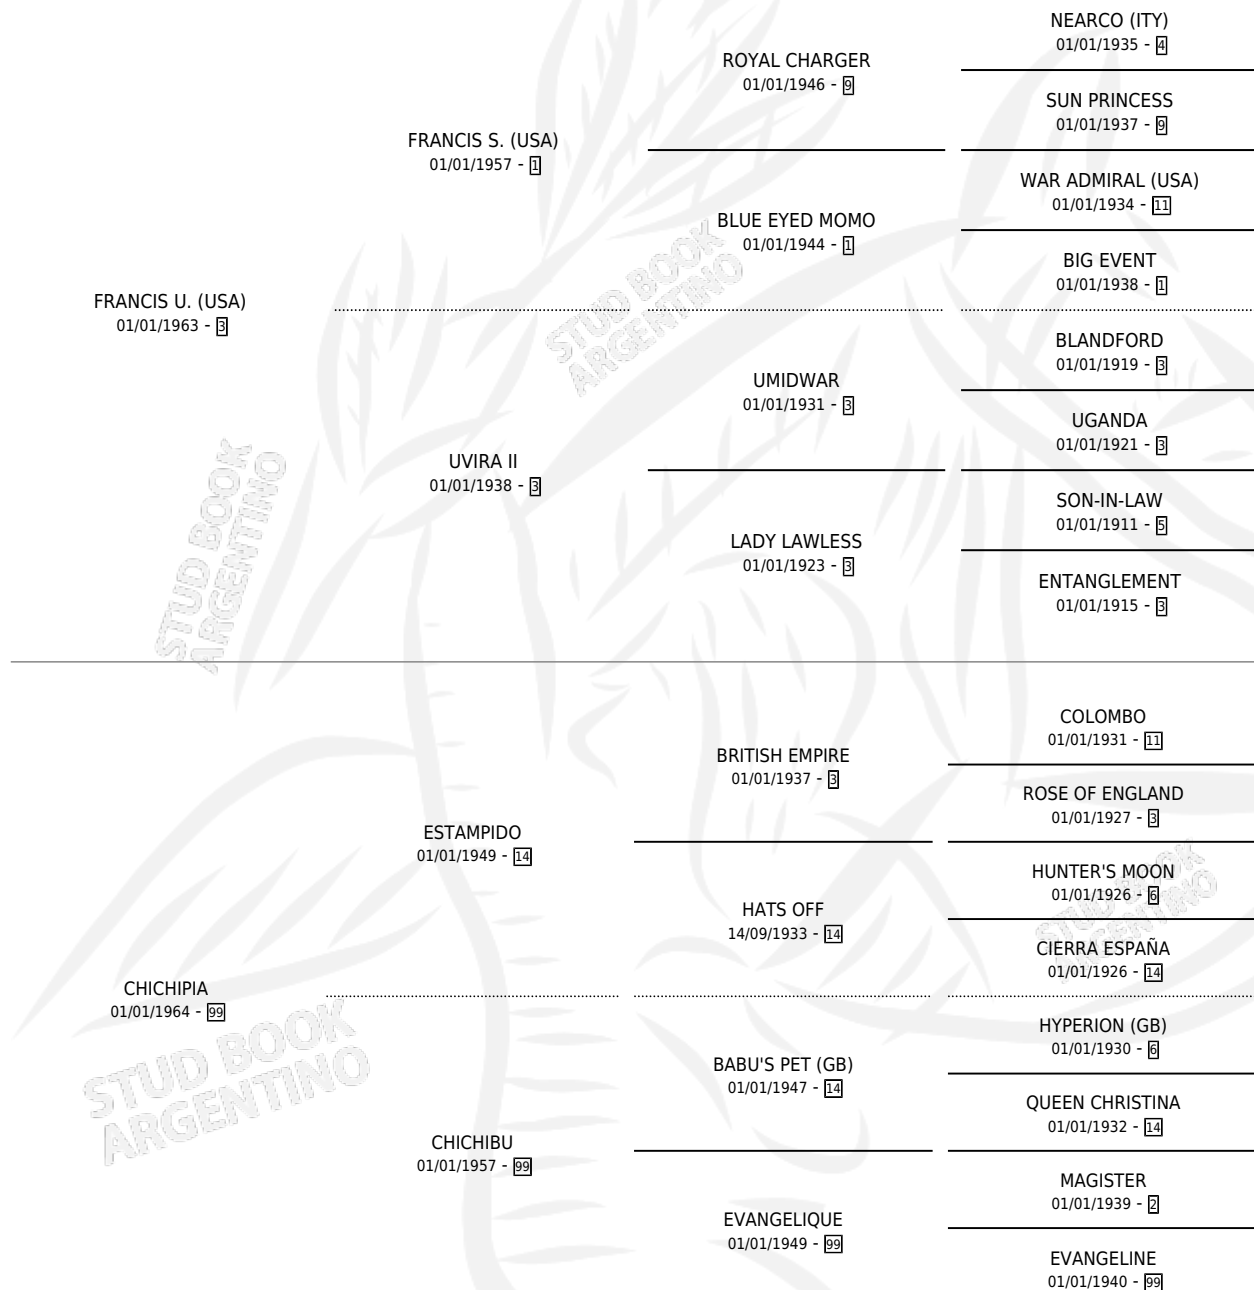 NEARCO (ITY)
01/01/1935 - 4
ROYAL CHARGER
01/01/1946 - 9
SUN PRINCESS
01/01/1937 - 9
FRANCIS S. (USA)
01/01/1957 - 1
WAR ADMIRAL (USA)
01/01/1934 - 11
BLUE EYED MOMO
01/01/1944 - 1
BIG EVENT
01/01/1938 - 1
FRANCIS U. (USA)
01/01/1963 - 3
BLANDFORD
01/01/1919 - 3
UMIDWAR
01/01/1931 - 3
UGANDA
01/01/1921 - 3
UVIRA II
01/01/1938 - 3
SON-IN-LAW
01/01/1911 - 5
LADY LAWLESS
01/01/1923 - 3
ENTANGLEMENT
01/01/1915 - 3
STUD BOOK
ARGENTINO
STUD BOOK
ARGENTINO
COLOMBO
01/01/1931 - 11
BRITISH EMPIRE
01/01/1937 - 3
ROSE OF ENGLAND
01/01/1927 - 3
ESTAMPIDO
01/01/1949 - 14
HUNTER'S MOON
01/01/1926 - 6
HATS OFF
14/09/1933 - 14
CIERRA ESPAÑA
01/01/1926 - 14
STUD BOOK
ARGENTINO
CHICHIPIA
01/01/1964 - 99
HYPERION (GB)
01/01/1930 - 6
BABU'S PET (GB)
01/01/1947 - 14
QUEEN CHRISTINA
01/01/1932 - 14
STUD BOOK
ARGENTINO
CHICHIBU
01/01/1957 - 99
MAGISTER
01/01/1939 - 2
EVANGELIQUE
01/01/1949 - 99
EVANGELINE
01/01/1940 - 99